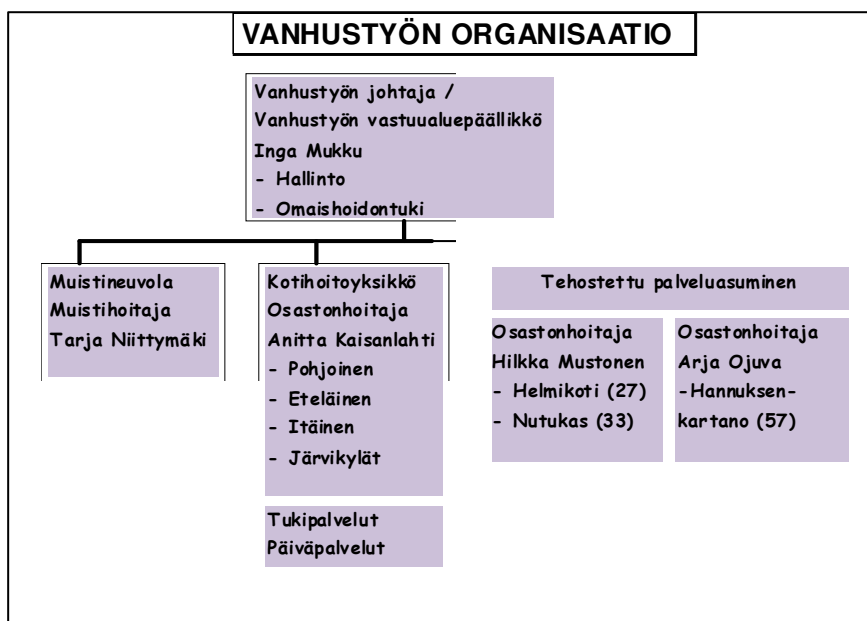 VANHUSTYÖN ORGANISAATIO
Vanhustyön johtaja /
Vanhustyön vastuualuepäällikkö
Inga Mukku
- Hallinto
- Omaishoidontuki
Muistineuvola
Muistihoitaja
Tarja Niittymäki
Kotihoitoyksikkö
Osastonhoitaja
Anitta Kaisanlahti
- Pohjoinen
- Eteläinen
- Itäinen
- Järvikylät
Tukipalvelut
Päiväpalvelut
Tehostettu palveluasuminen
Osastonhoitaja
Hilkka Mustonen
- Helmikoti (27)
- Nutukas (33)
Osastonhoitaja
Arja Ojuva
-Hannuksen-
kartano (57)